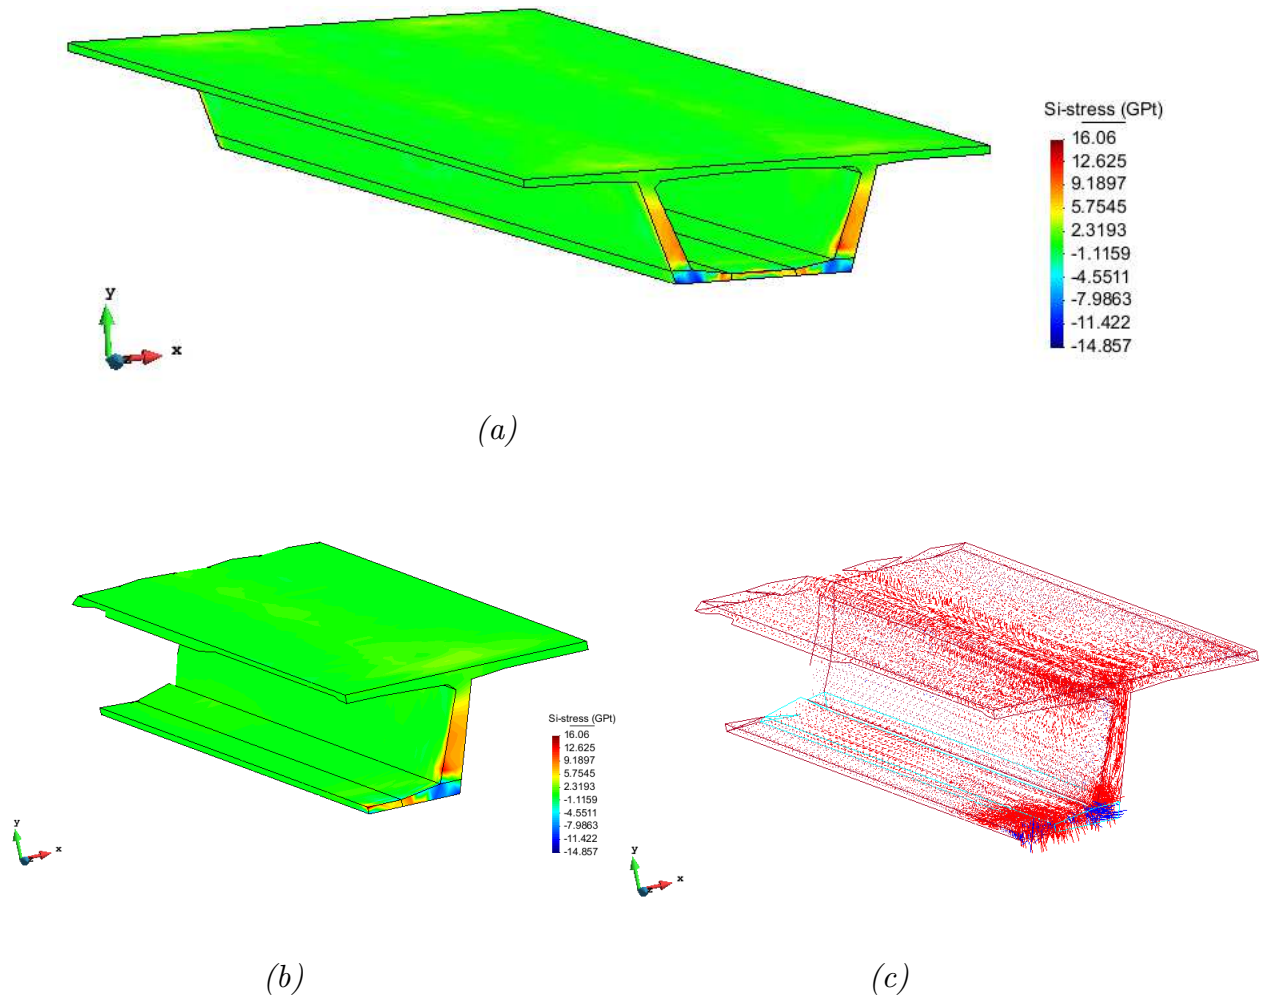 Si-stress (GPt)
16.06
12.625
9.1897
5.7545
2.3193
-1.1159
-4.5511
-7.9863
-11.422
-14.857
y
z
x
(a)
Si-stress (GPt)
16.06
12.625
9.1897
5.7545
2.3193
-1.1159
-4.5511
-7.9863
-11.422
-14.857
y
z
x
y
z
x
(b)
(c)